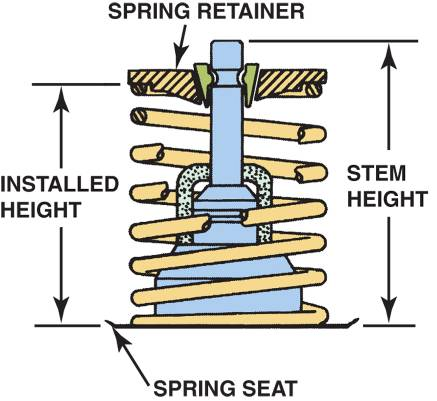 SPRING RETAINER
INSTALLED
HEIGHT
STEM
HEIGHT
SPRING SEAT